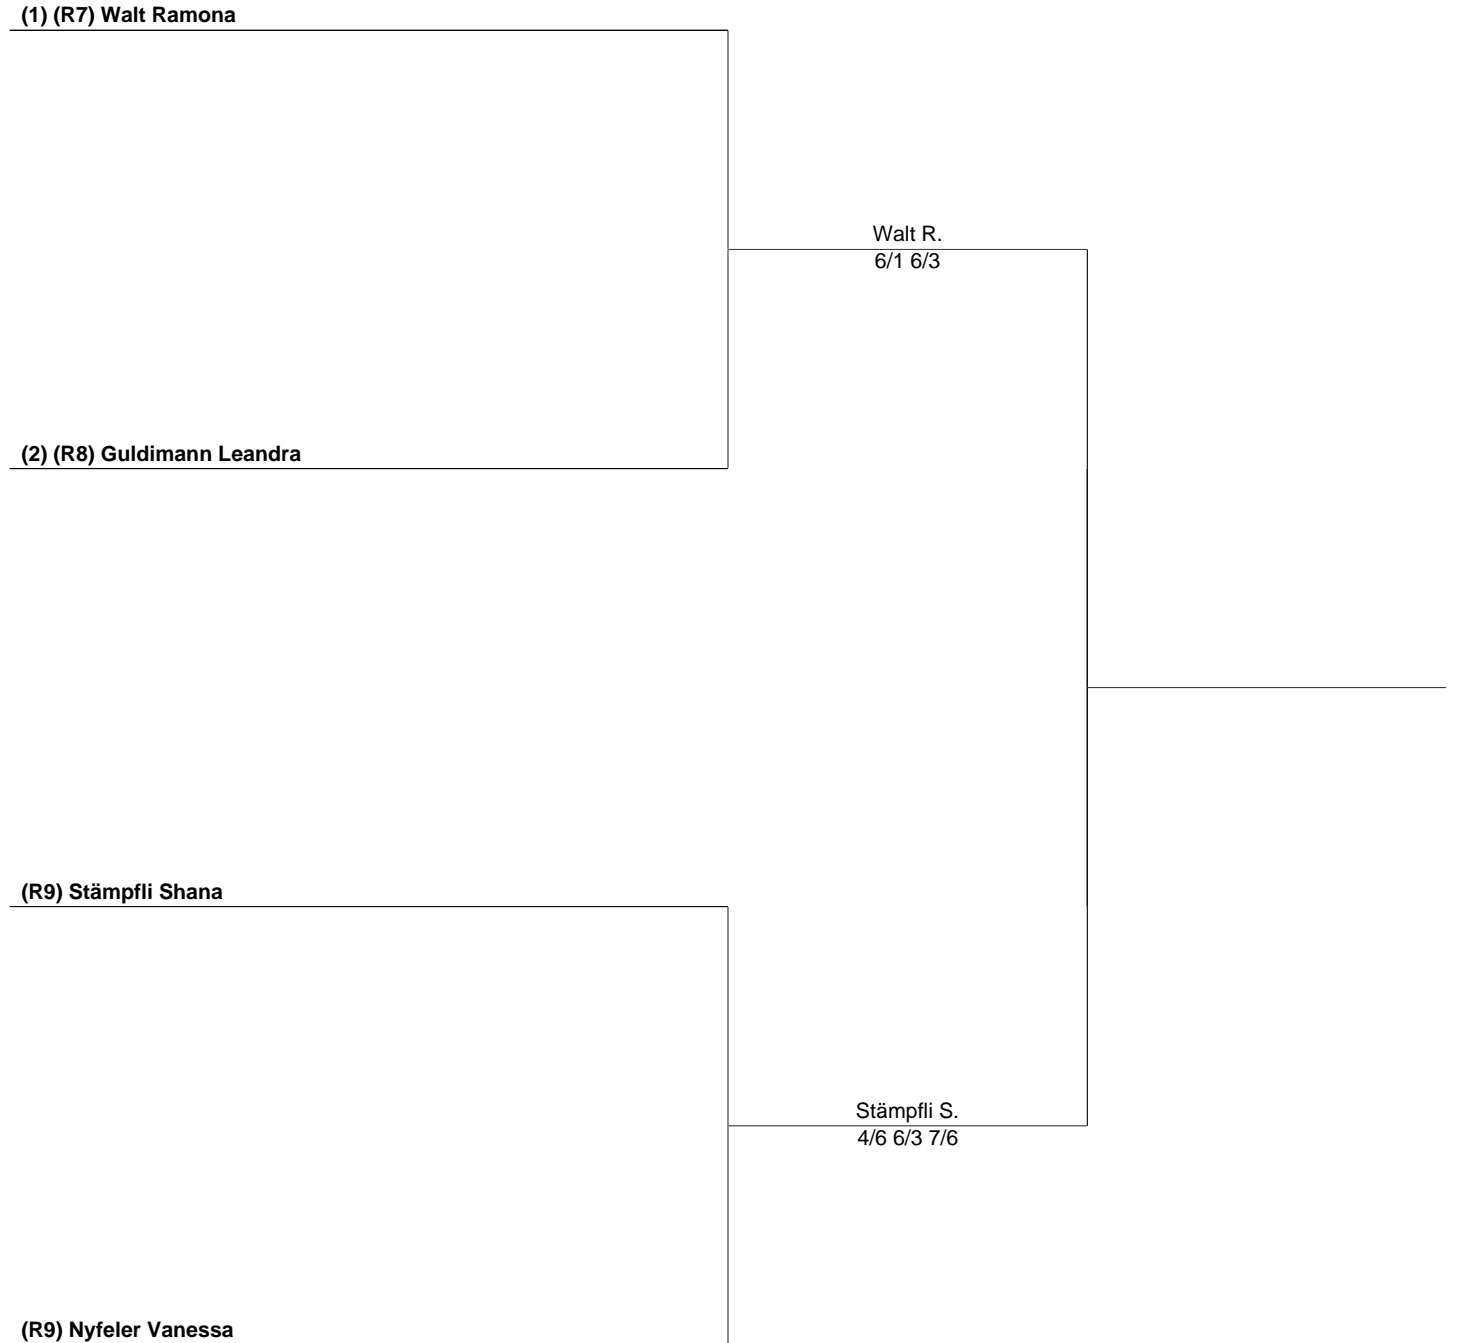 (1) (R7) Walt Ramona
Walt R.
6/1 6/3
(2) (R8) Guldimann Leandra
(R9) Stämpfli Shana
Stämpfli S.
4/6 6/3 7/6
(R9) Nyfeler Vanessa